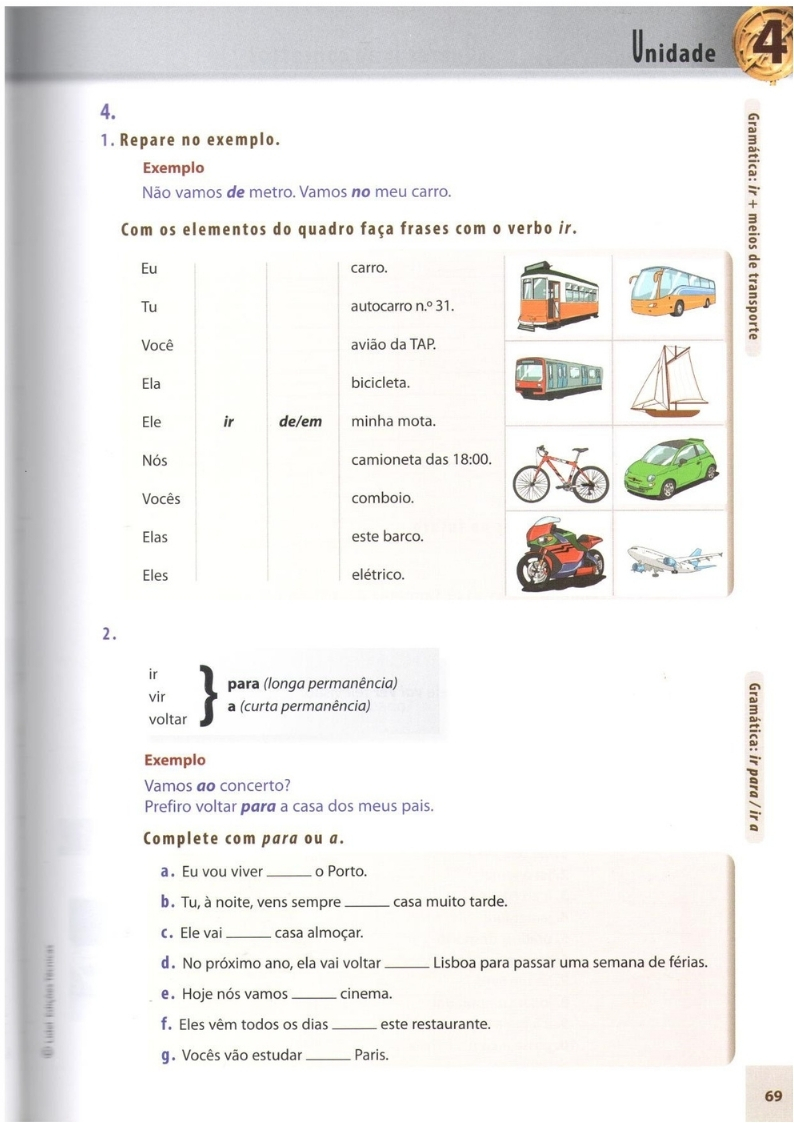 Unidade 4
4.
1. Repare no exemplo.
Exemplo
Não vamos de metro. Vamos no meu carro.
Com os elementos do quadro faça frases com o verbo ir.
Eu carro.
Tu autocarro n.º 31.
Você avião da TAP.
Ela bicicleta.
Ele ir de/em minha mota.
Nós camioneta das 18:00.
Vocês comboio.
Elas este barco.
Eles elétrico.
Gramática: ir + meios de transporte
2.
ir
vir
voltar
para (longa permanência)
a (curta permanência)
Exemplo
Vamos ao concerto?
Prefiro voltar para a casa dos meus pais.
Complete com para ou a.
a. Eu vou viver ______ o Porto.
b. Tu, à noite, vens sempre ______ casa muito tarde.
c. Ele vai ______ casa almoçar.
d. No próximo ano, ela vai voltar ______ Lisboa para passar uma semana de férias.
e. Hoje nós vamos ______ cinema.
f. Eles vêm todos os dias ______ este restaurante.
g. Vocês vão estudar ______ Paris.
Gramática: ir para / ir a
© Lidel Edições Técnicas
69